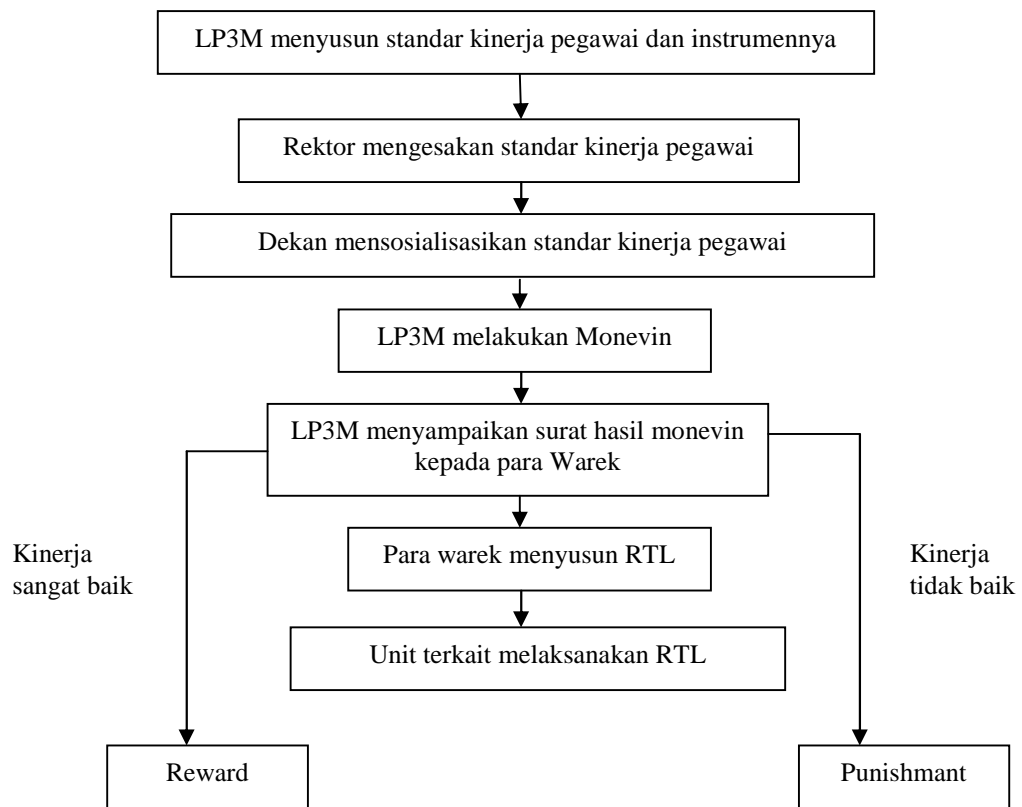 LP3M menyusun standar kinerja pegawai dan instrumennya
Rektor mengesakan standar kinerja pegawai
Dekan mensosialisasikan standar kinerja pegawai
LP3M melakukan Monevin
LP3M menyampaikan surat hasil monevin
kepada para Warek
Kinerja
sangat baik
Para warek menyusun RTL
Kinerja
tidak baik
Unit terkait melaksanakan RTL
Reward
Punishmant